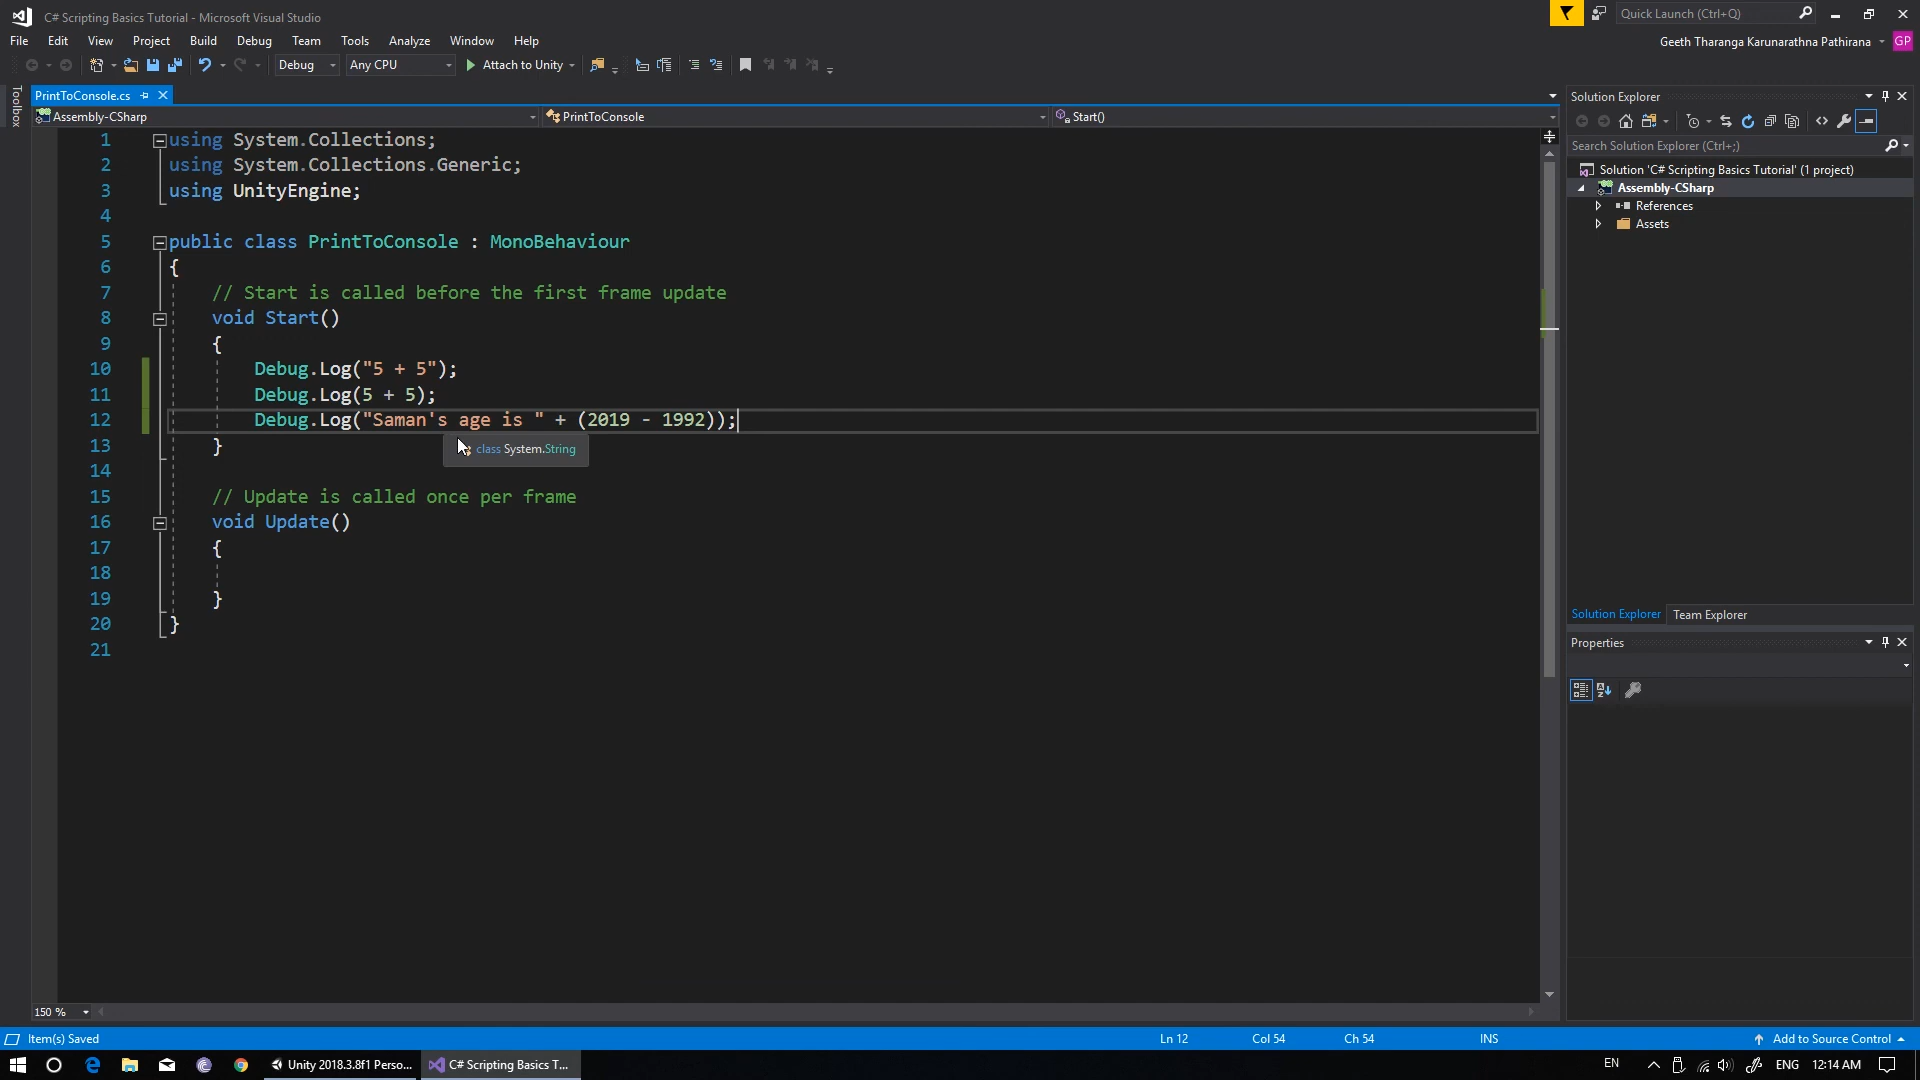 C# Scripting Basics Tutorial - Microsoft Visual Studio
Quick Launch (Ctrl+Q)
File Edit View Project Build Debug Team Tools Analyze Window Help
Geeth Tharanga Karunarathna Pathirana GP
Debug Any CPU Attach to Unity
Toolbox
PrintToConsole.cs
Assembly-CSharp PrintToConsole Start()
1 using System.Collections;
2 using System.Collections.Generic;
3 using UnityEngine;
4
5 public class PrintToConsole : MonoBehaviour
6 {
7 // Start is called before the first frame update
8 void Start()
9 {
10 Debug.Log("5 + 5");
11 Debug.Log(5 + 5);
12 Debug.Log("Saman's age is " + (2019 - 1992));
13 }
class System.String
14
15 // Update is called once per frame
16 void Update()
17 {
18
19 }
20 }
21
Solution Explorer
Search Solution Explorer (Ctrl+;)
Solution 'C# Scripting Basics Tutorial' (1 project)
Assembly-CSharp
References
Assets
Solution Explorer Team Explorer
Properties
150 %
Item(s) Saved Ln 12 Col 54 Ch 54 INS Add to Source Control
Unity 2018.3.8f1 Perso... C# Scripting Basics T... EN ENG 12:14 AM